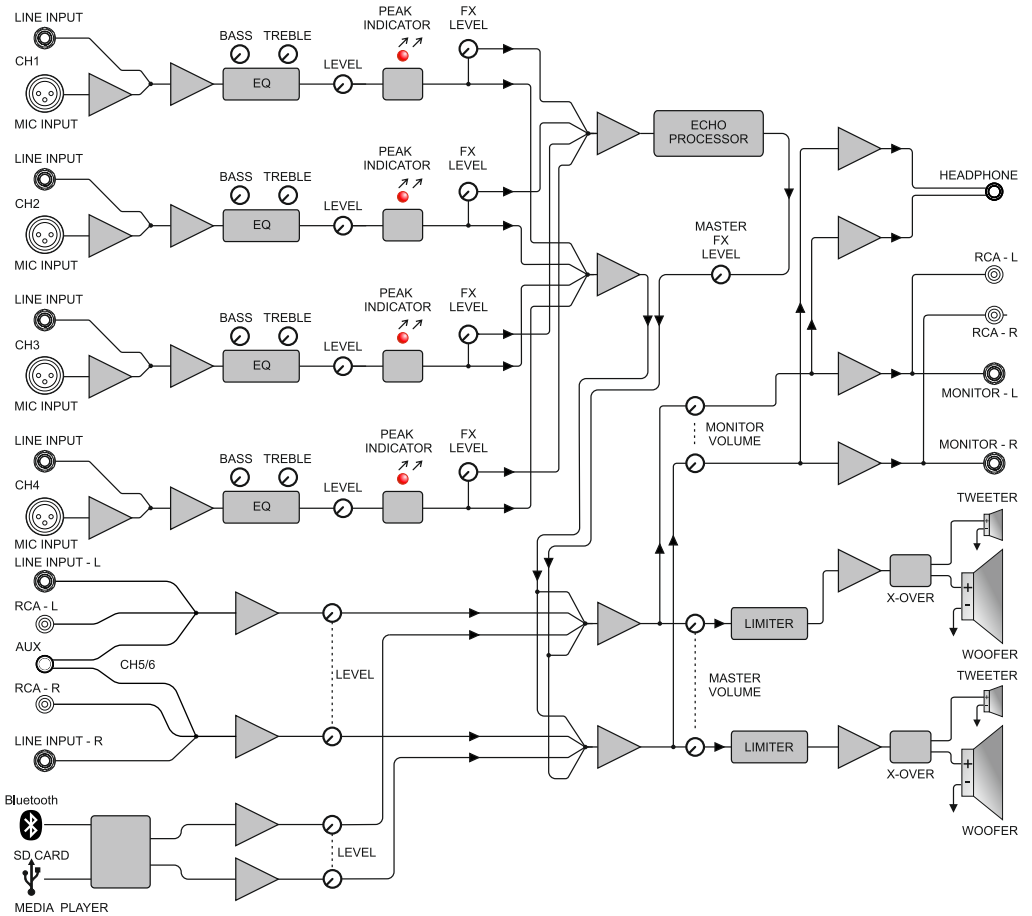 LINE INPUT
CH1
MIC INPUT
BASS TREBLE
EQ
LEVEL
PEAK
INDICATOR
FX
LEVEL
LINE INPUT
CH2
MIC INPUT
BASS TREBLE
EQ
LEVEL
PEAK
INDICATOR
FX
LEVEL
LINE INPUT
CH3
MIC INPUT
BASS TREBLE
EQ
LEVEL
PEAK
INDICATOR
FX
LEVEL
LINE INPUT
CH4
MIC INPUT
BASS TREBLE
EQ
LEVEL
PEAK
INDICATOR
FX
LEVEL
LINE INPUT - L
RCA - L
AUX
CH5/6
RCA - R
LINE INPUT - R
LEVEL
Bluetooth
SD CARD
MEDIA PLAYER
LEVEL
ECHO
PROCESSOR
MASTER
FX
LEVEL
HEADPHONE
RCA - L
RCA - R
MONITOR - L
MONITOR
VOLUME
MONITOR - R
TWEETER
X-OVER
+
-
WOOFER
LIMITER
MASTER
VOLUME
TWEETER
LIMITER
X-OVER
+
-
WOOFER